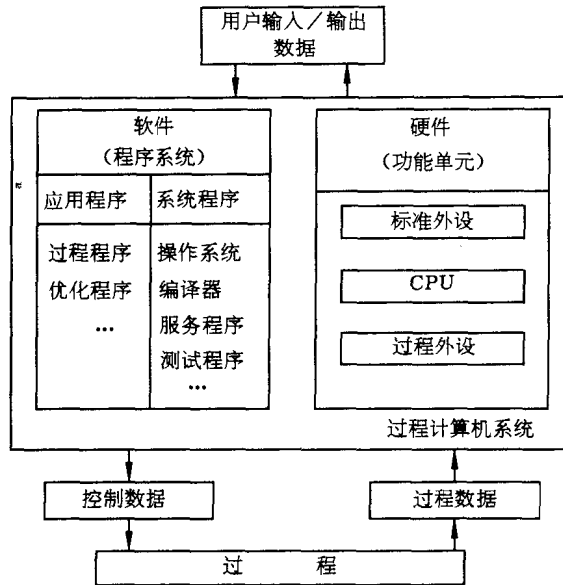 用户输入／输出
数据
软件
（程序系统）
应用程序
系统程序
过程程序
优化程序
…
操作系统
编译器
服务程序
测试程序
…
硬件
（功能单元）
标准外设
CPU
过程外设
过程计算机系统
控制数据
过程数据
过 程